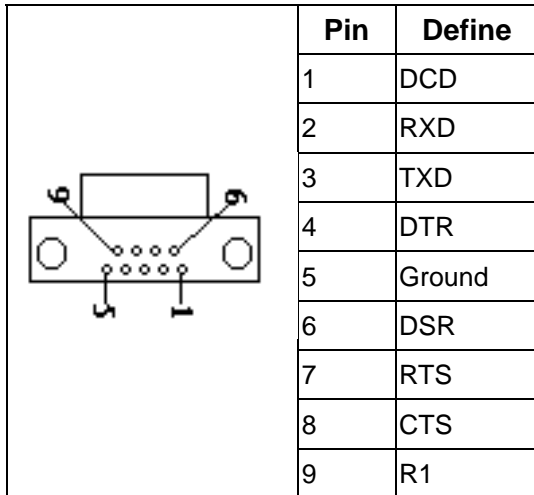 Pin Define
1 DCD
2 RXD
3 TXD
4 DTR
5 Ground
6 DSR
7 RTS
8 CTS
9 R1
9 6
5 1